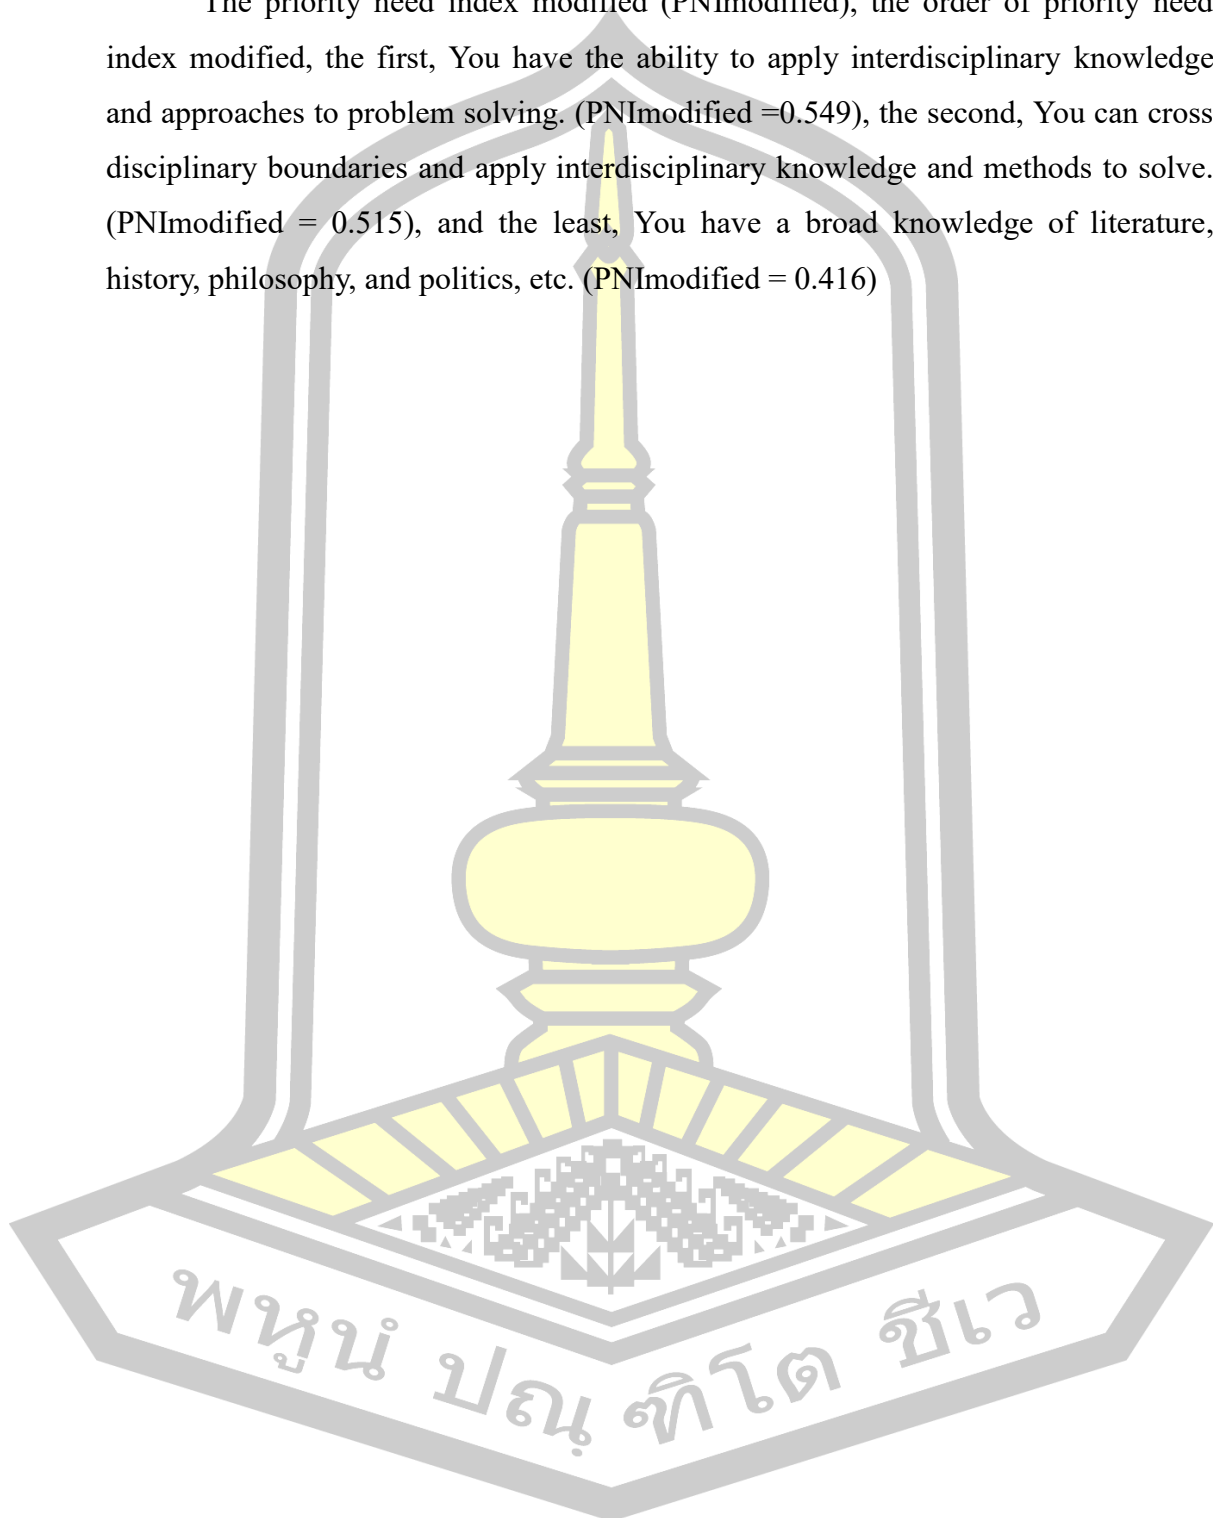 The priority need index modified (PNImodified), the order of priority need
index modified, the first, You have the ability to apply interdisciplinary knowledge
and approaches to problem solving. (PNImodified =0.549), the second, You can cross
disciplinary boundaries and apply interdisciplinary knowledge and methods to solve.
(PNImodified = 0.515), and the least, You have a broad knowledge of literature,
history, philosophy, and politics, etc. (PNImodified = 0.416)
พหูนํ ปณฺฑิโต ชีเว